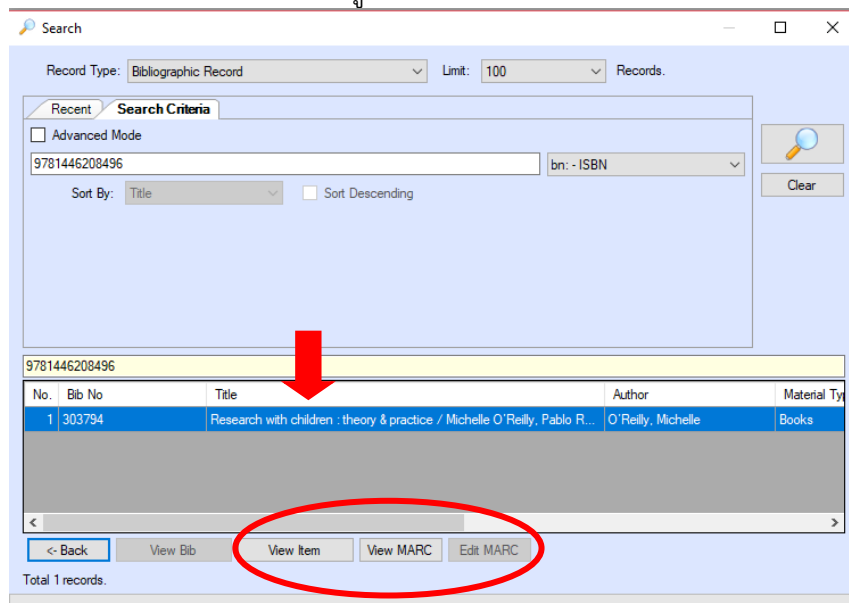 Search
Record Type: Bibliographic Record Limit: 100 Records.
Recent Search Criteria
Advanced Mode
9781446208496 bn: - ISBN
Sort By: Title Sort Descending Clear
9781446208496
No. Bib No Title Author Material Ty
1 303794 Research with children : theory & practice / Michelle O'Reilly, Pablo R... O'Reilly, Michelle Books
<- Back View Bib View Item View MARC Edit MARC
Total 1 records.